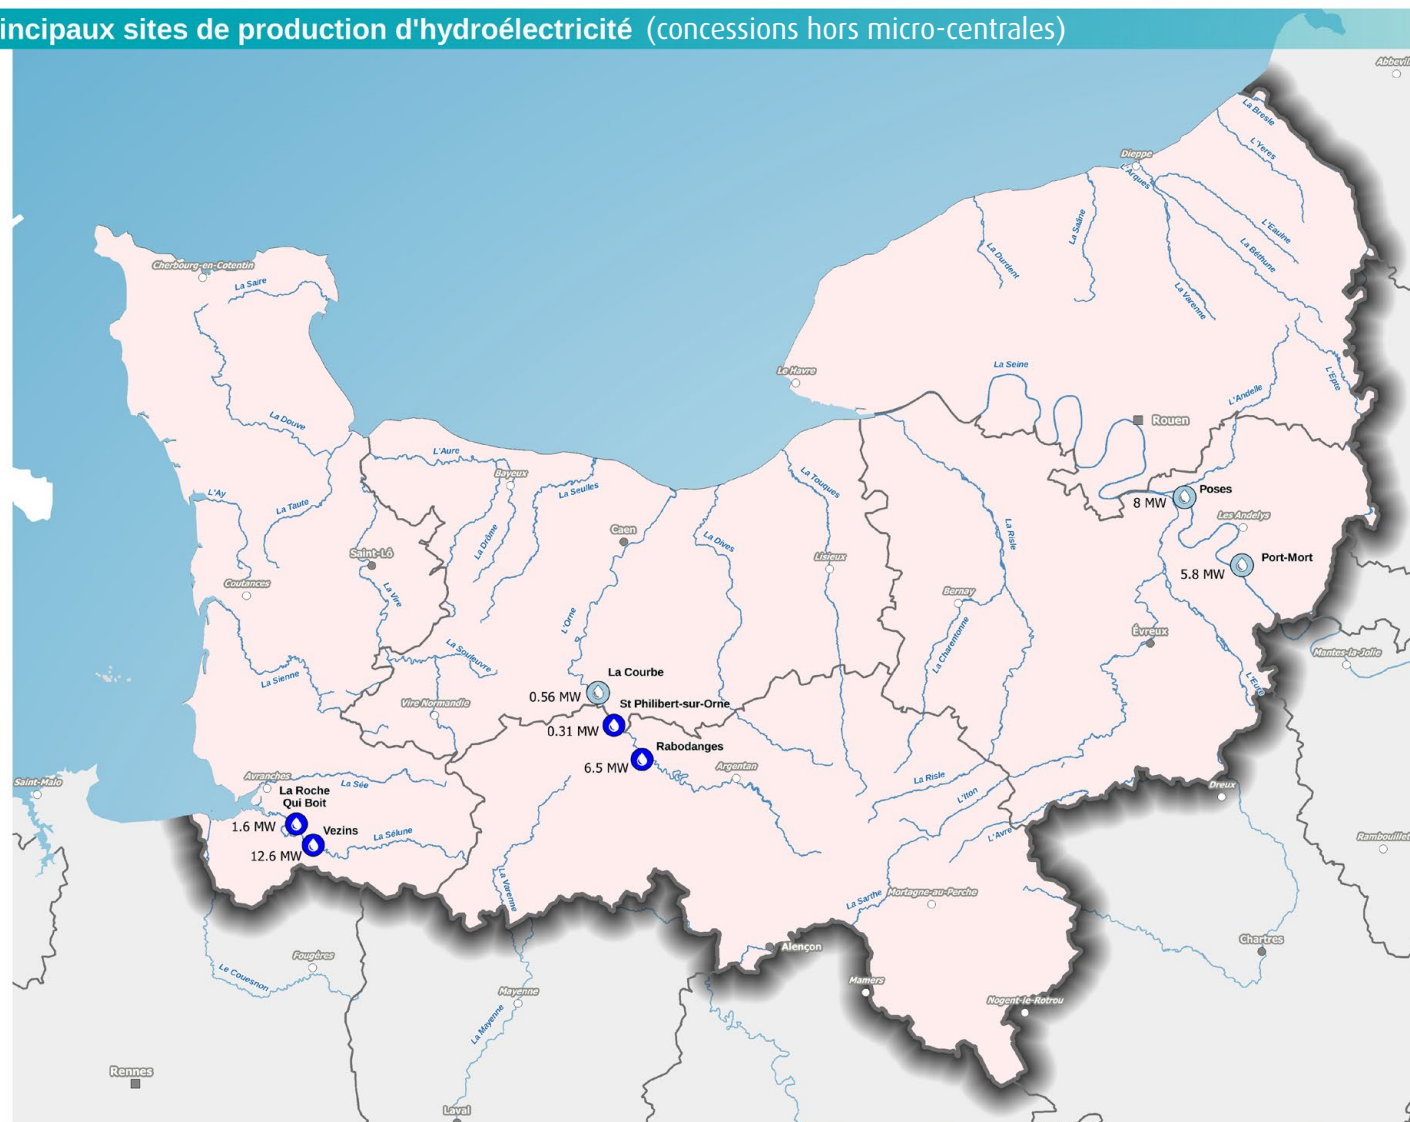 incipaux sites de production d'hydroélectricité (concessions hors micro-centrales)
Abbevil
La Bresle
L'Yeres
Dieppe
L'Arques
L'Eaulne
La Saâne
La Béthune
La Durdent
La Varenne
Cherbourg-en-Cotentin
La Saire
Le Havre
La Seine
L'Epte
L'Andelle
Rouen
La Douve
L'Aure
Bayeux
La Seulles
La Touques
L'Ay
La Taute
Poses
8 MW
Les Andelys
Caen
La Drôme
La Dives
La Risle
Saint-Lô
Lisieux
Port-Mort
5.8 MW
Coutances
La Vire
Bernay
L'Orne
La Charentonne
Évreux
La Souleuvre
Mantes-la-Jolie
La Sienne
La Courbe
0.56 MW
L'Eure
Vire Normandie
St Philibert-sur-Orne
0.31 MW
Rabodanges
6.5 MW
Argentan
Saint-Malo
Avranches
La Sée
La Risle
Dreux
La Roche
Qui Boit
L'Iton
1.6 MW
Vezins
La Sélune
L'Avre
Rambouillet
12.6 MW
La Varenne
La Sarthe
Mortagne-au-Perche
Alençon
Chartres
Fougères
Le Couesnon
Mamers
Mayenne
Nogent-le-Rotrou
La Mayenne
Rennes
Laval